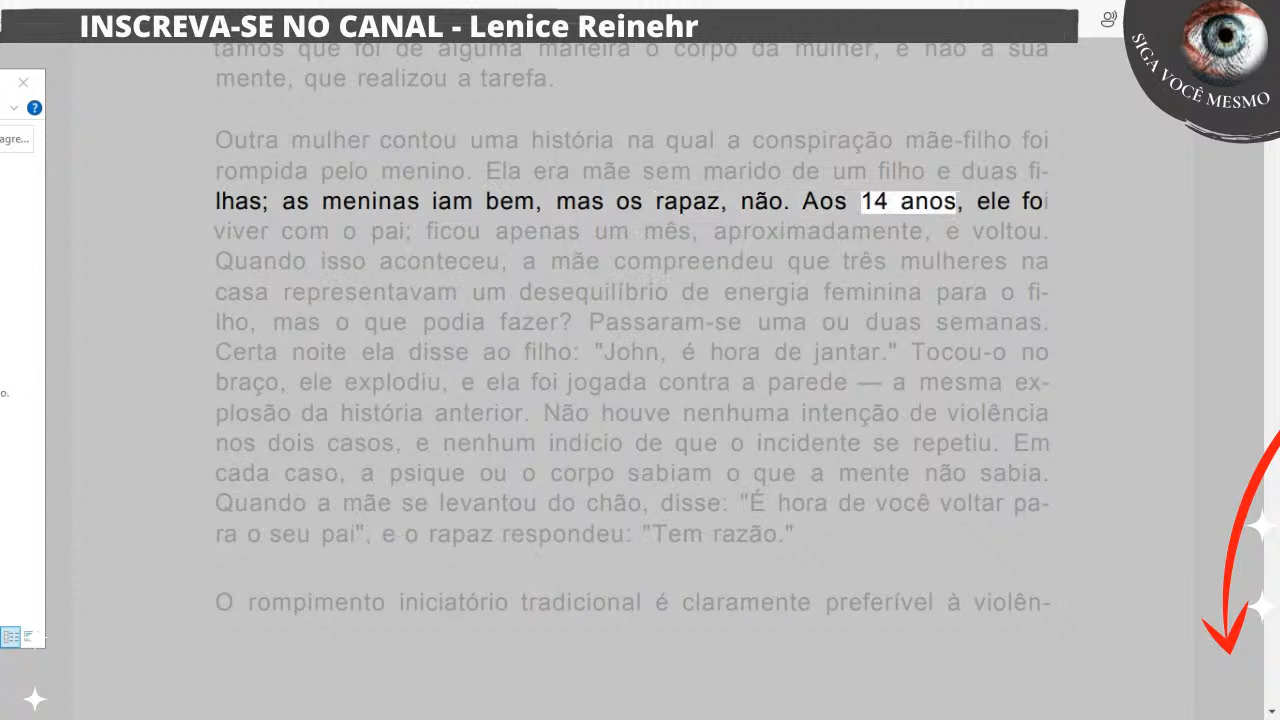 INSCREVA-SE NO CANAL - Lenice Reinehr
SIGA VOCÊ MESMO
tamos que foi de alguma maneira o corpo da mulher, e não a sua
mente, que realizou a tarefa.
agre...
Outra mulher contou uma história na qual a conspiração mãe-filho foi
rompida pelo menino. Ela era mãe sem marido de um filho e duas fi-
lhas; as meninas iam bem, mas os rapaz, não. Aos 14 anos, ele foi
viver com o pai; ficou apenas um mês, aproximadamente, e voltou.
Quando isso aconteceu, a mãe compreendeu que três mulheres na
casa representavam um desequilíbrio de energia feminina para o fi-
lho, mas o que podia fazer? Passaram-se uma ou duas semanas.
Certa noite ela disse ao filho: "John, é hora de jantar." Tocou-o no
braço, ele explodiu, e ela foi jogada contra a parede — a mesma ex-
o.
plosão da história anterior. Não houve nenhuma intenção de violência
nos dois casos, e nenhum indício de que o incidente se repetiu. Em
cada caso, a psique ou o corpo sabiam o que a mente não sabia.
Quando a mãe se levantou do chão, disse: "É hora de você voltar pa-
ra o seu pai", e o rapaz respondeu: "Tem razão."
O rompimento iniciatório tradicional é claramente preferível à violên-